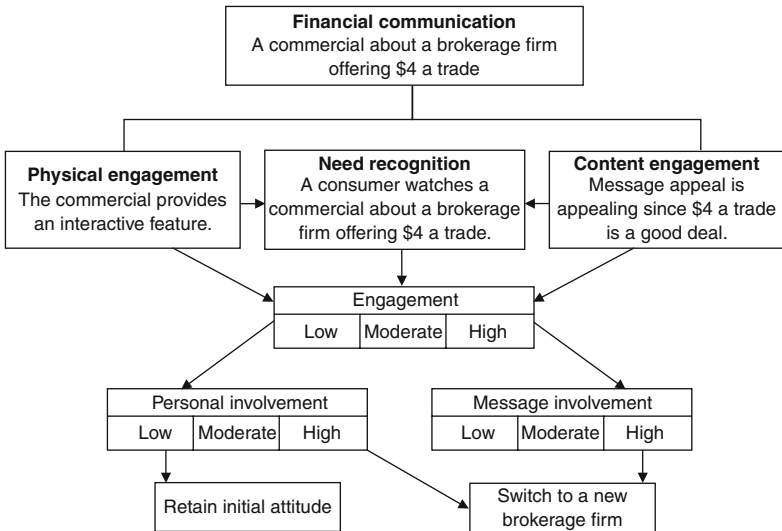 Financial communication
A commercial about a brokerage firm
offering $4 a trade
Physical engagement
The commercial provides
an interactive feature.
Need recognition
A consumer watches a
commercial about a brokerage
firm offering $4 a trade.
Content engagement
Message appeal is
appealing since $4 a trade
is a good deal.
Engagement
Low Moderate High
Personal involvement
Low Moderate High
Message involvement
Low Moderate High
Retain initial attitude
Switch to a new
brokerage firm